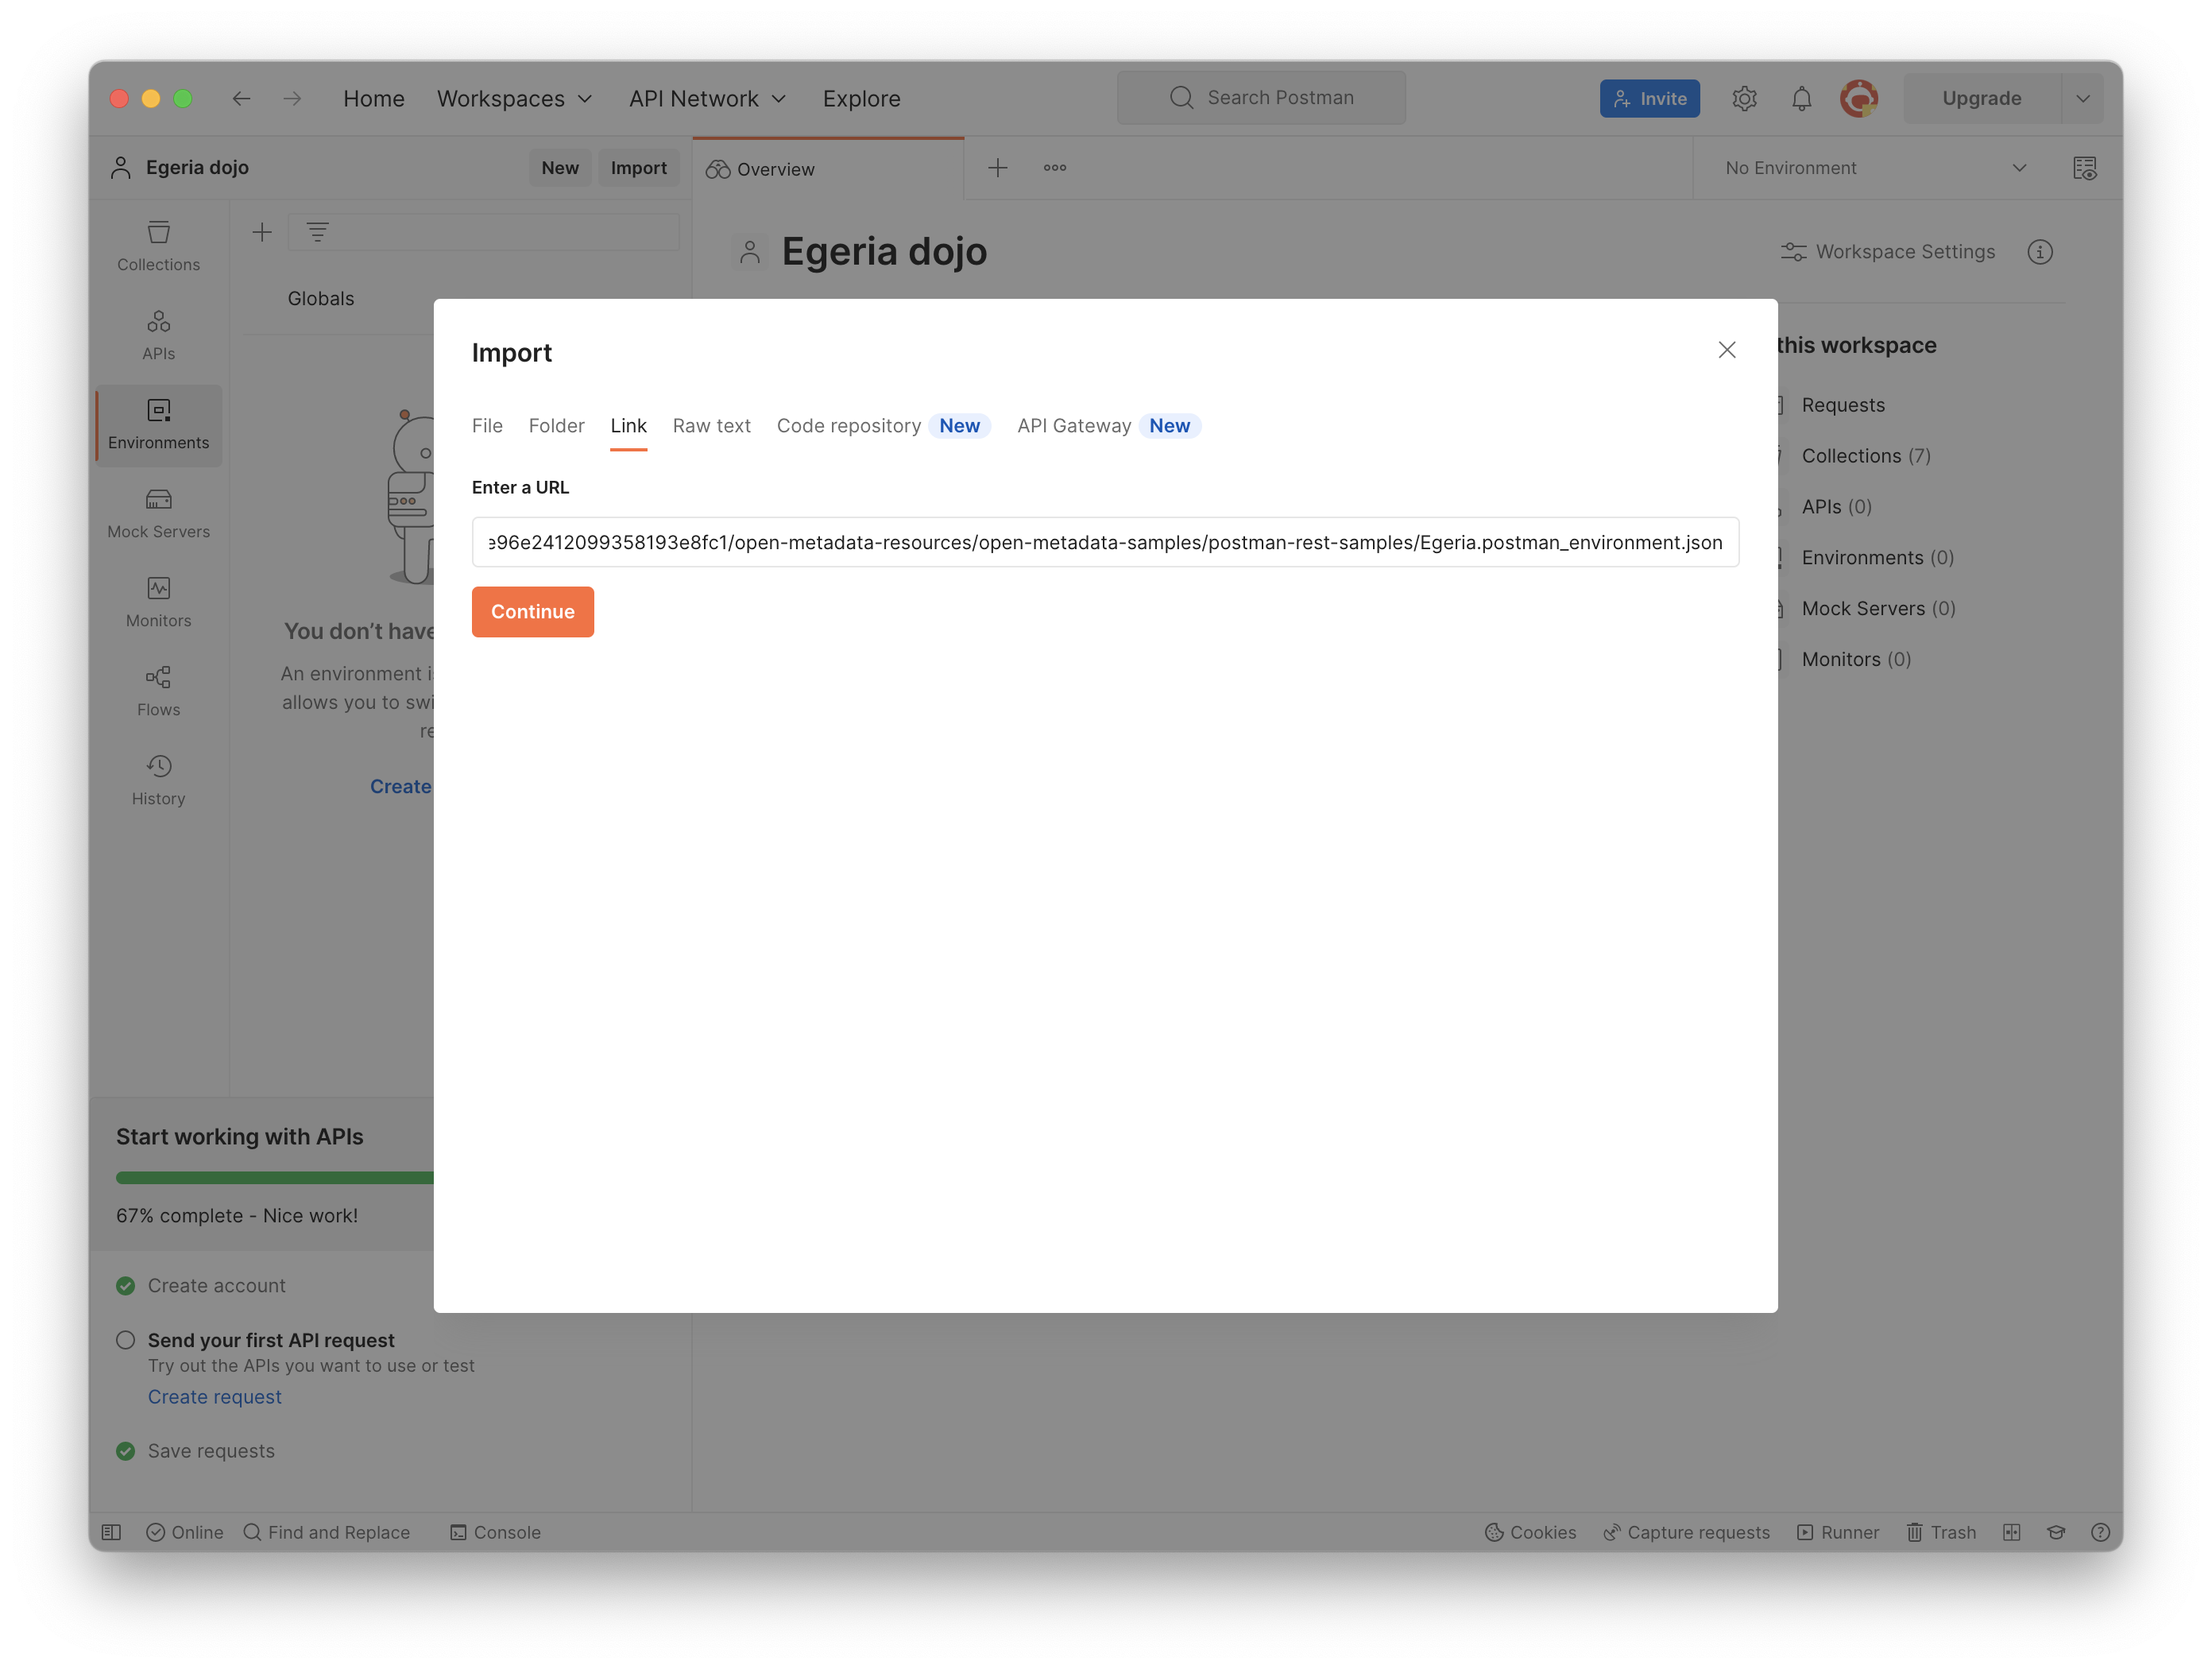 Home Workspaces API Network Explore Search Postman Invite Upgrade
Egeria dojo New Import Overview No Environment
Collections
APIs
Environments
Mock Servers
Monitors
Flows
History
Globals
You don’t have
An environment
allows you to
Create
Egeria dojo
Workspace Settings
this workspace
Requests
Collections (7)
APIs (0)
Environments (0)
Mock Servers (0)
Monitors (0)
Import
File Folder Link Raw text Code repository New API Gateway New
Enter a URL
e96e2412099358193e8fc1/open-metadata-resources/open-metadata-samples/postman-rest-samples/Egeria.postman_environment.json
Continue
Start working with APIs
67% complete - Nice work!
Create account
Send your first API request
Try out the APIs you want to use or test
Create request
Save requests
Online Find and Replace Console Cookies Capture requests Runner Trash